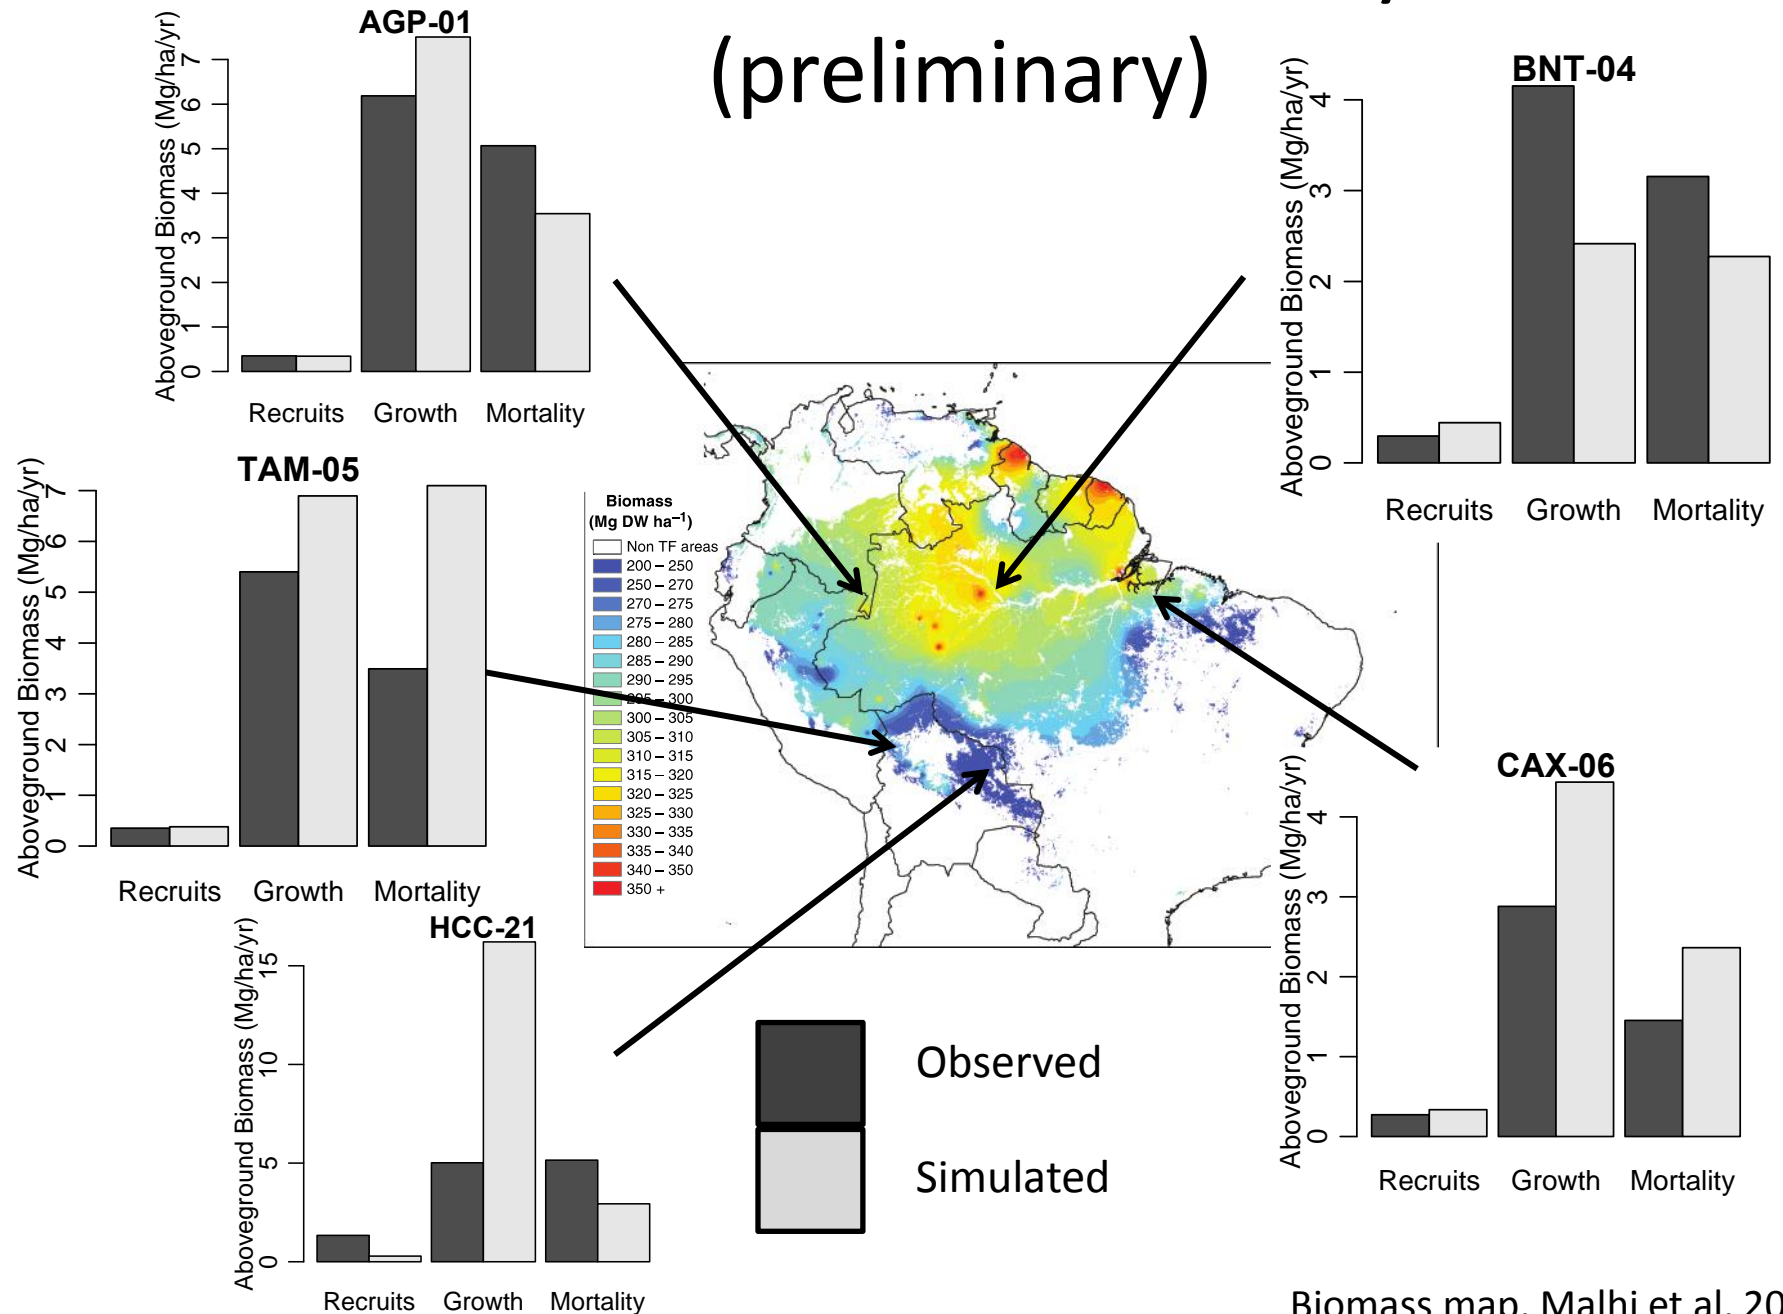 (preliminary)
AGP-01
Aboveground Biomass (Mg/ha/yr)
7
6
5
4
3
2
1
0
Recruits Growth Mortality
BNT-04
Aboveground Biomass (Mg/ha/yr)
4
3
2
1
0
Recruits Growth Mortality
TAM-05
Aboveground Biomass (Mg/ha/yr)
7
6
5
4
3
2
1
0
Recruits Growth Mortality
Biomass
(Mg DW ha⁻¹)
Non TF areas
200 – 250
250 – 270
270 – 275
275 – 280
280 – 285
285 – 290
290 – 295
295 – 300
300 – 305
305 – 310
310 – 315
315 – 320
320 – 325
325 – 330
330 – 335
335 – 340
340 – 350
350 +
CAX-06
Aboveground Biomass (Mg/ha/yr)
4
3
2
1
0
Recruits Growth Mortality
HCC-21
Aboveground Biomass (Mg/ha/yr)
15
10
5
0
Recruits Growth Mortality
Observed
Simulated
Biomass map, Malhi et al. 20